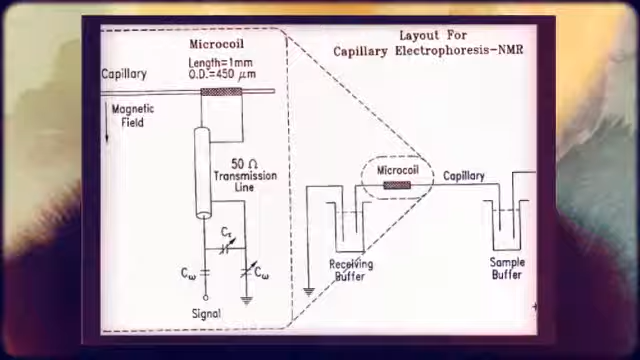 Layout For
Capillary Electrophoresis-NMR
Microcoil
Length=1mm
O.D.=450 μm
Capillary
Magnetic
Field
50 Ω
Transmission
Line
Cτ
Cω
Cω
Signal
Microcoil
Capillary
Receiving
Buffer
Sample
Buffer
+